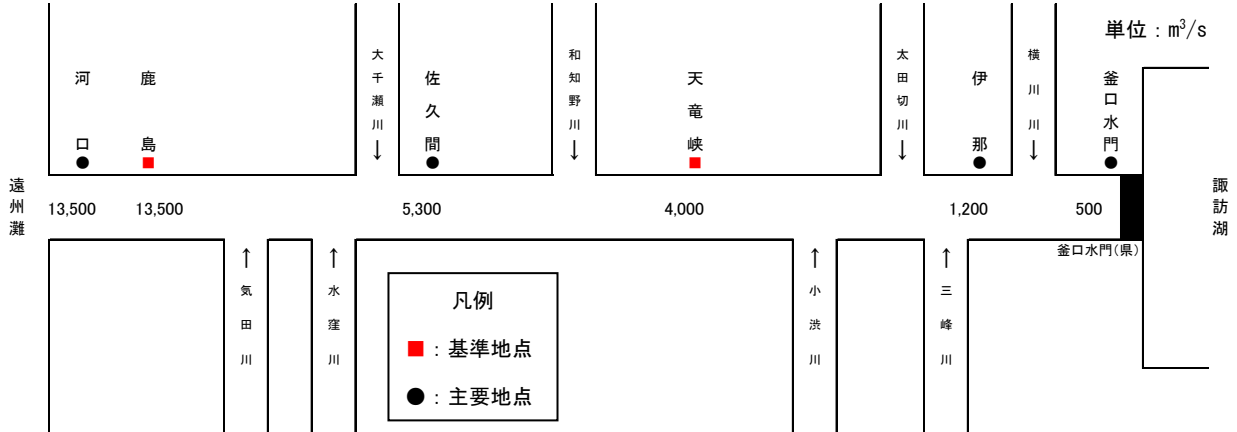 単位：m³/s
河口
鹿島
大千瀬川↓
佐久間
和知野川↓
天竜峡
太田切川↓
伊那
横川川↓
釜口水門
遠州灘
13,500
13,500
5,300
4,000
1,200
500
諏訪湖
釜口水門(県)
↑気田川
↑水窪川
↑小渋川
↑三峰川
凡例
■：基準地点
●：主要地点